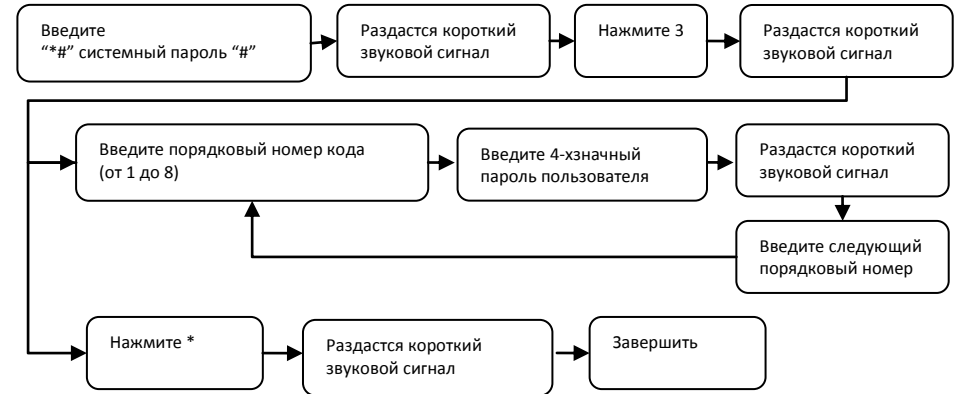 Введите
“*#” системный пароль “#”
Раздастся короткий
звуковой сигнал
Нажмите 3
Раздастся короткий
звуковой сигнал
Введите порядковый номер кода
(от 1 до 8)
Введите 4-хзначный
пароль пользователя
Раздастся короткий
звуковой сигнал
Введите следующий
порядковый номер
Нажмите *
Раздастся короткий
звуковой сигнал
Завершить